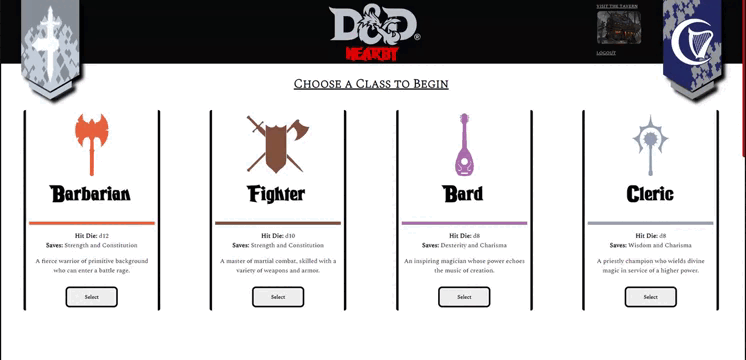 VISIT THE TAVERN
D&D®
NEARBY
LOGOUT
CHOOSE A CLASS TO BEGIN
Barbarian
Hit Die: d12
Saves: Strength and Constitution
A fierce warrior of primitive background
who can enter a battle rage.
Select
Fighter
Hit Die: d10
Saves: Strength and Constitution
A master of martial combat, skilled with a
variety of weapons and armor.
Select
Bard
Hit Die: d8
Saves: Dexterity and Charisma
An inspiring magician whose power echoes
the music of creation.
Select
Cleric
Hit Die: d8
Saves: Wisdom and Charisma
A priestly champion who wields divine
magic in service of a higher power.
Select